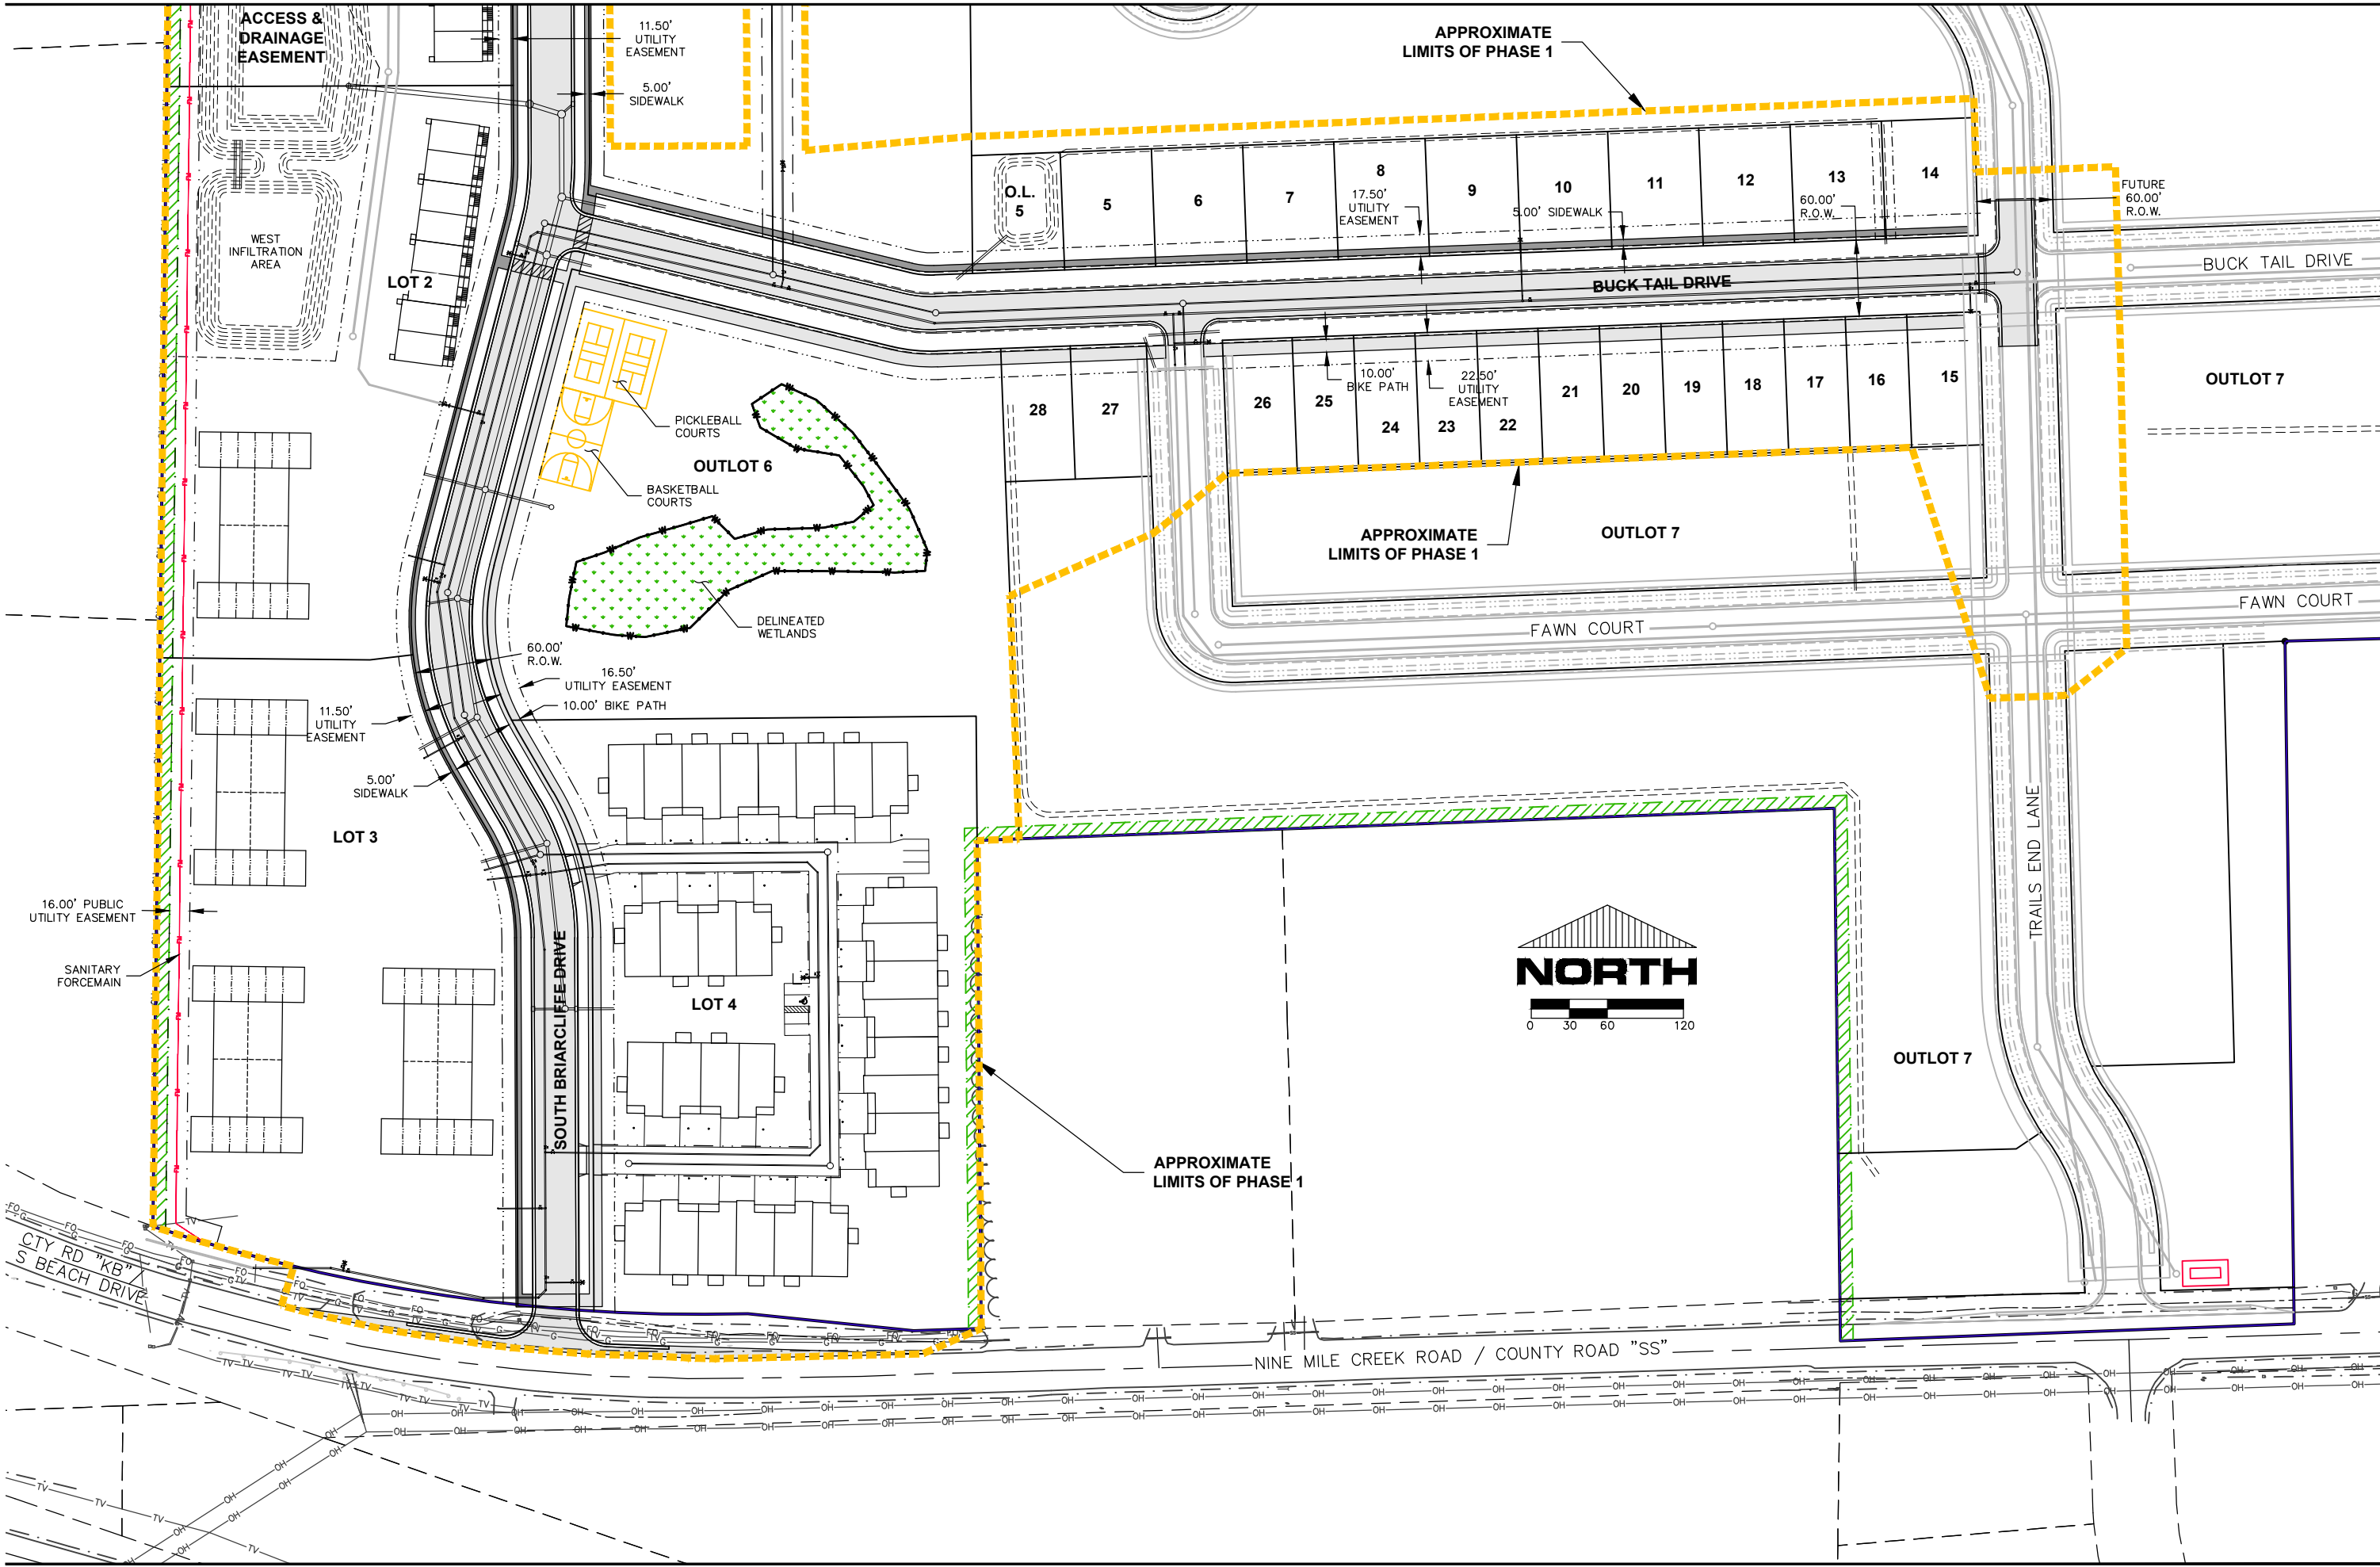 ACCESS &
DRAINAGE
EASEMENT
11.50'
UTILITY
EASEMENT
5.00'
SIDEWALK
APPROXIMATE
LIMITS OF PHASE 1
O.L.
5
5
6
7
8
9
10
11
12
13
14
17.50'
UTILITY
EASEMENT
5.00' SIDEWALK
60.00'
R.O.W.
FUTURE
60.00'
R.O.W.
WEST
INFILTRATION
AREA
LOT 2
BUCK TAIL DRIVE
BUCK TAIL DRIVE
PICKLEBALL
COURTS
OUTLOT 6
BASKETBALL
COURTS
28
27
26
25
24
23
22
21
20
19
18
17
16
15
10.00'
BIKE PATH
22.50'
UTILITY
EASEMENT
OUTLOT 7
APPROXIMATE
LIMITS OF PHASE 1
OUTLOT 7
DELINEATED
WETLANDS
FAWN COURT
FAWN COURT
60.00'
R.O.W.
16.50'
UTILITY EASEMENT
10.00' BIKE PATH
11.50'
UTILITY
EASEMENT
5.00'
SIDEWALK
LOT 3
16.00' PUBLIC
UTILITY EASEMENT
SANITARY
FORCEMAIN
SOUTH BRIARCLIFFE DRIVE
LOT 4
NORTH
0 30 60 120
TRAILS END LANE
OUTLOT 7
APPROXIMATE
LIMITS OF PHASE 1
CTY RD "KB"/
S BEACH DRIVE
NINE MILE CREEK ROAD / COUNTY ROAD "SS"